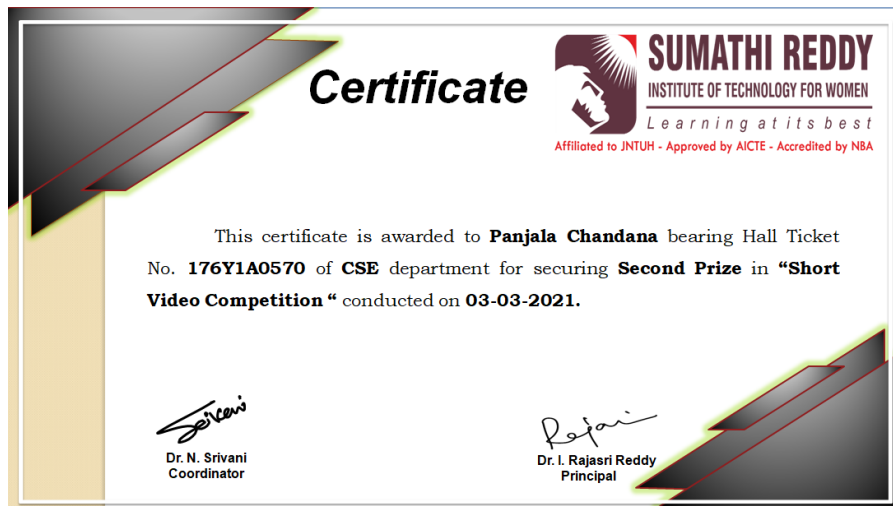 Certificate
SUMATHI REDDY
INSTITUTE OF TECHNOLOGY FOR WOMEN
Learning at its best
Affiliated to JNTUH - Approved by AICTE - Accredited by NBA
This certificate is awarded to Panjala Chandana bearing Hall Ticket
No. 176Y1A0570 of CSE department for securing Second Prize in “Short
Video Competition “ conducted on 03-03-2021.
Srivani
Rajasri
Dr. N. Srivani
Coordinator
Dr. I. Rajasri Reddy
Principal